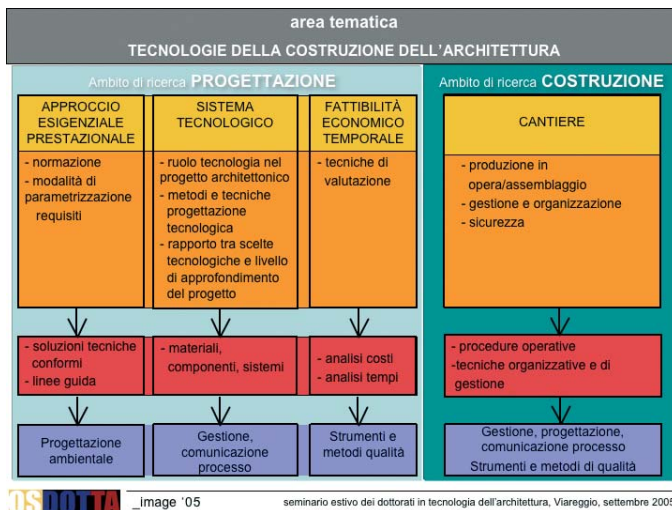 area tematica
TECNOLOGIE DELLA COSTRUZIONE DELL'ARCHITETTURA
Ambito di ricerca PROGETTAZIONE
APPROCCIO
ESIGENZIALE
PRESTAZIONALE
- normazione
- modalità di
parametrizzazione
requisiti
- soluzioni tecniche
conformi
- linee guida
Progettazione
ambientale
SISTEMA
TECNOLOGICO
- ruolo tecnologia nel
progetto architettonico
- metodi e tecniche
progettazione
tecnologica
- rapporto tra scelte
tecnologiche e livello
di approfondimento
del progetto
- materiali,
componenti, sistemi
Gestione,
comunicazione
processo
FATTIBILITÀ
ECONOMICO
TEMPORALE
- tecniche di
valutazione
- analisi costi
- analisi tempi
Strumenti e
metodi qualità
Ambito di ricerca COSTRUZIONE
CANTIERE
- produzione in
opera/assemblaggio
- gestione e organizzazione
- sicurezza
- procedure operative
-tecniche organizzative e di
gestione
Gestione, progettazione,
comunicazione processo
Strumenti e metodi di qualità
OSDOTTA _image '05 seminario estivo dei dottorati in tecnologia dell'architettura, Viareggio, settembre 2005